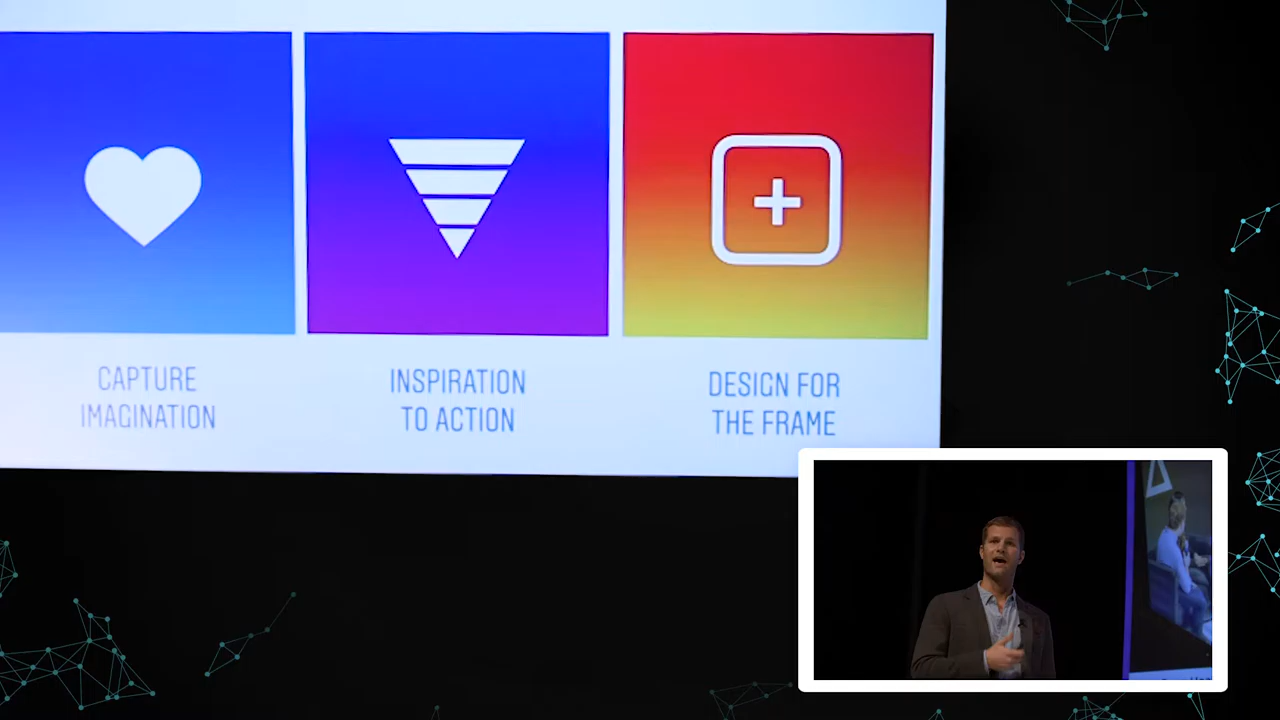 CAPTURE
IMAGINATION
INSPIRATION
TO ACTION
DESIGN FOR
THE FRAME